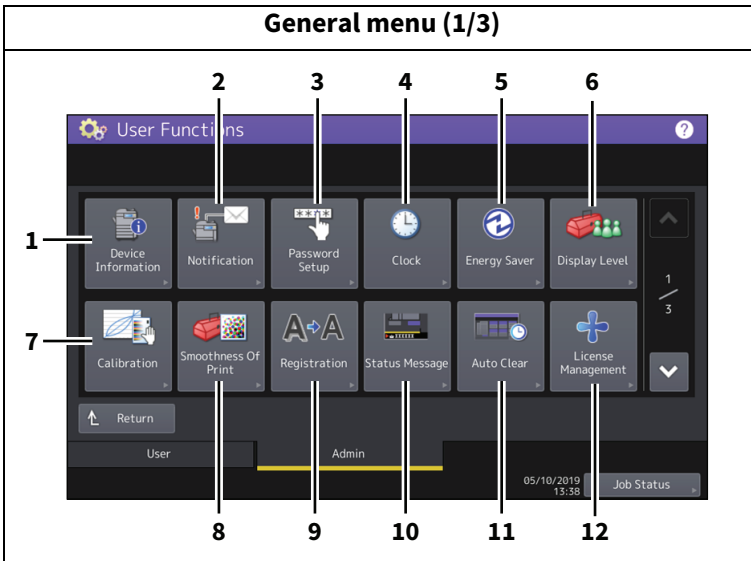 General menu (1/3)
2 3 4 5 6
User Functions ?
1
Device
Information
Notification
****
Password
Setup
Clock
Energy Saver
Display Level
1
/
3
7
Calibration
Smoothness Of
Print
A A
Registration
Status Message
Auto Clear
License
Management
Return
User Admin
05/10/2019
13:38
Job Status
8 9 10 11 12